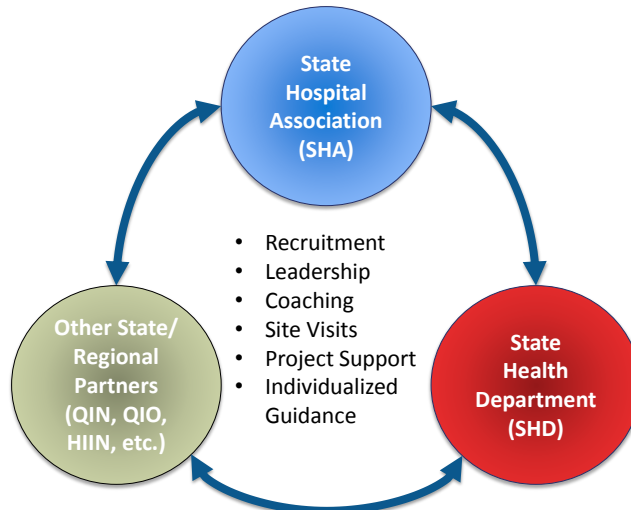 State
Hospital
Association
(SHA)
• Recruitment
• Leadership
• Coaching
• Site Visits
• Project Support
• Individualized
Guidance
Other State/
Regional
Partners
(QIN, QIO,
HIIN, etc.)
State
Health
Department
(SHD)